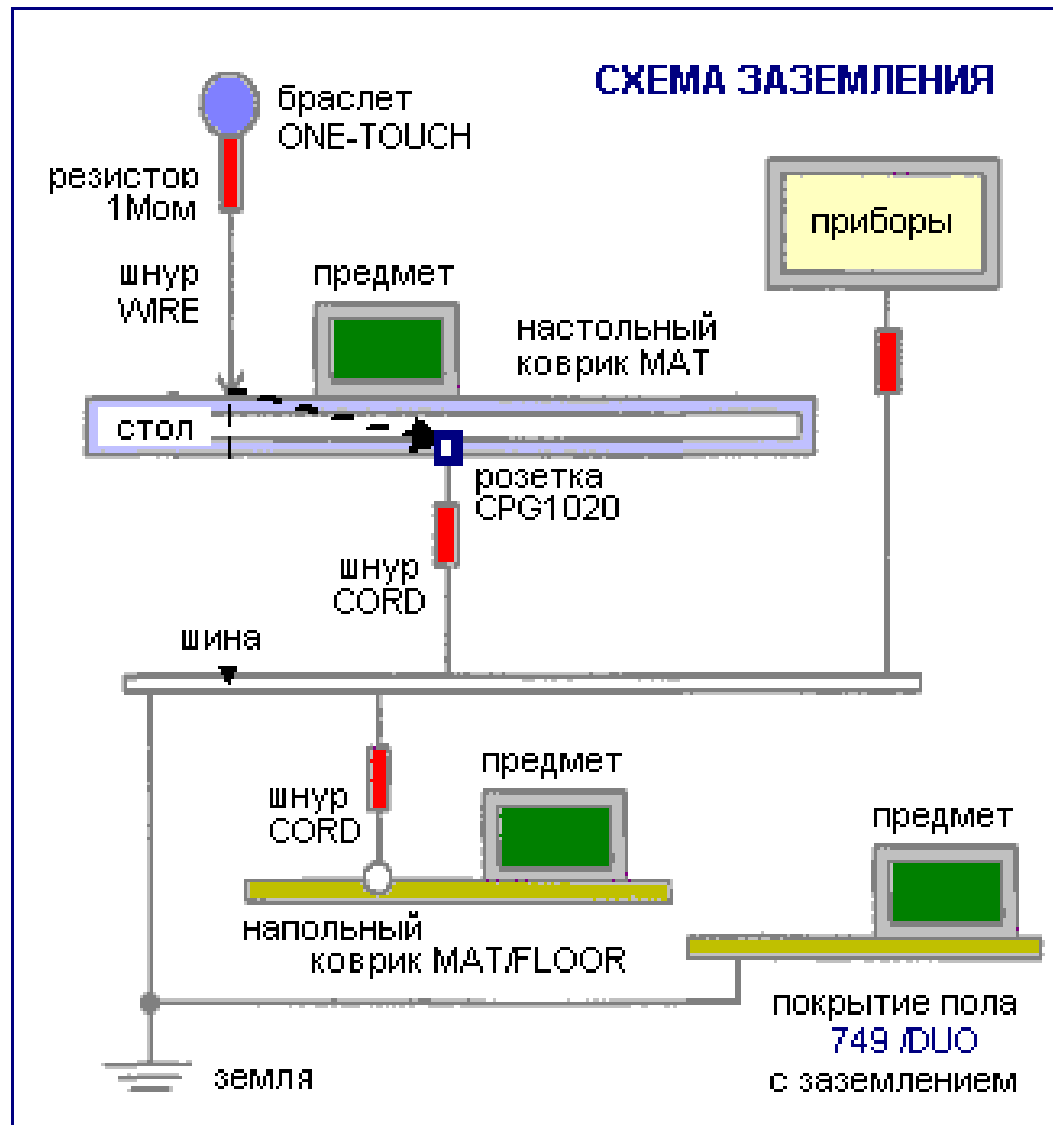 СХЕМА ЗАЗЕМЛЕНИЯ
браслет
ONE-TOUCH
резистор
1Мом
приборы
шнур
WIRE
предмет
настольный
коврик MAT
стол
розетка
CPG1020
шнур
CORD
шина
предмет
шнур
CORD
предмет
напольный
коврик MAT/FLOOR
покрытие пола
749 /DUO
с заземлением
земля